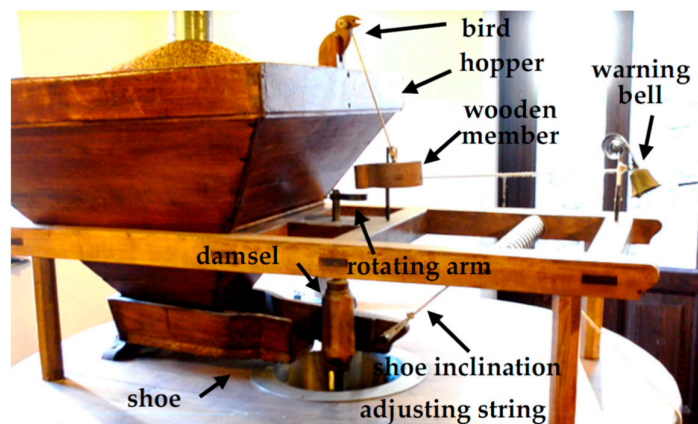 bird
hopper
warning
bell
wooden
member
damsel
rotating arm
shoe inclination
adjusting string
shoe